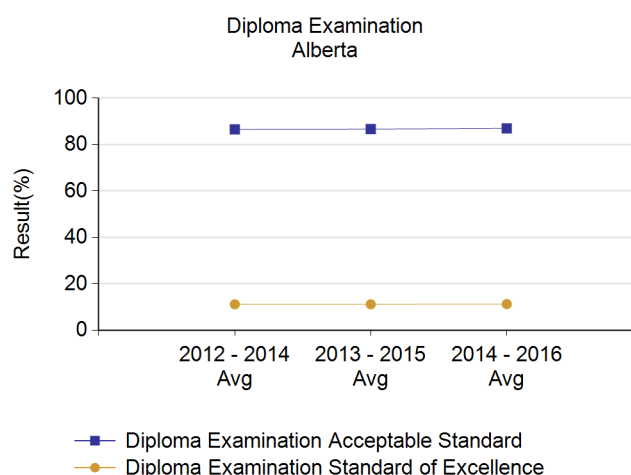 Diploma Examination
Alberta
100
80
60
40
20
0
Result(%)
2012 - 2014 2013 - 2015 2014 - 2016
Avg Avg Avg
Diploma Examination Acceptable Standard
Diploma Examination Standard of Excellence